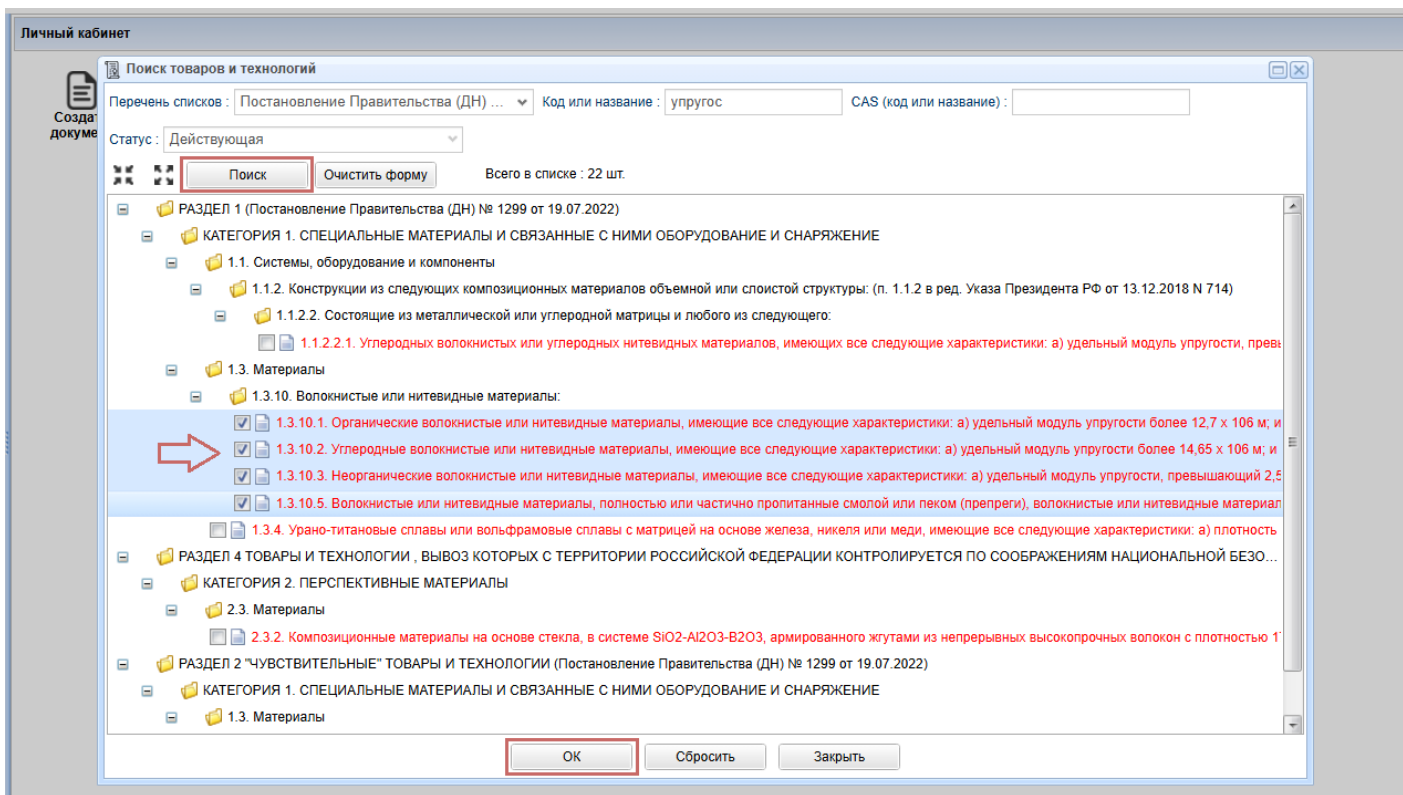 Личный кабинет
Поиск товаров и технологий
Создат
докуме
Перечень списков : Постановление Правительства (ДН) ... Код или название : упругос CAS (код или название) :
Статус : Действующая
Поиск Очистить форму Всего в списке : 22 шт.
РАЗДЕЛ 1 (Постановление Правительства (ДН) № 1299 от 19.07.2022)
КАТЕГОРИЯ 1. СПЕЦИАЛЬНЫЕ МАТЕРИАЛЫ И СВЯЗАННЫЕ С НИМИ ОБОРУДОВАНИЕ И СНАРЯЖЕНИЕ
1.1. Системы, оборудование и компоненты
1.1.2. Конструкции из следующих композиционных материалов объемной или слоистой структуры: (п. 1.1.2 в ред. Указа Президента РФ от 13.12.2018 N 714)
1.1.2.2. Состоящие из металлической или углеродной матрицы и любого из следующего:
1.1.2.2.1. Углеродных волокнистых или углеродных нитевидных материалов, имеющих все следующие характеристики: а) удельный модуль упругости, превы
1.3. Материалы
1.3.10. Волокнистые или нитевидные материалы:
1.3.10.1. Органические волокнистые или нитевидные материалы, имеющие все следующие характеристики: а) удельный модуль упругости более 12,7 x 106 м; и
1.3.10.2. Углеродные волокнистые или нитевидные материалы, имеющие все следующие характеристики: а) удельный модуль упругости более 14,65 x 106 м; и
1.3.10.3. Неорганические волокнистые или нитевидные материалы, имеющие все следующие характеристики: а) удельный модуль упругости, превышающий 2,5
1.3.10.5. Волокнистые или нитевидные материалы, полностью или частично пропитанные смолой или пеком (препреги), волокнистые или нитевидные материал
1.3.4. Урано-титановые сплавы или вольфрамовые сплавы с матрицей на основе железа, никеля или меди, имеющие все следующие характеристики: а) плотность
РАЗДЕЛ 4 ТОВАРЫ И ТЕХНОЛОГИИ , ВЫВОЗ КОТОРЫХ С ТЕРРИТОРИИ РОССИЙСКОЙ ФЕДЕРАЦИИ КОНТРОЛИРУЕТСЯ ПО СООБРАЖЕНИЯМ НАЦИОНАЛЬНОЙ БЕЗО...
КАТЕГОРИЯ 2. ПЕРСПЕКТИВНЫЕ МАТЕРИАЛЫ
2.3. Материалы
2.3.2. Композиционные материалы на основе стекла, в системе SiO2-Al2O3-B2O3, армированного жгутами из непрерывных высокопрочных волокон с плотностью 1
РАЗДЕЛ 2 "ЧУВСТВИТЕЛЬНЫЕ" ТОВАРЫ И ТЕХНОЛОГИИ (Постановление Правительства (ДН) № 1299 от 19.07.2022)
КАТЕГОРИЯ 1. СПЕЦИАЛЬНЫЕ МАТЕРИАЛЫ И СВЯЗАННЫЕ С НИМИ ОБОРУДОВАНИЕ И СНАРЯЖЕНИЕ
1.3. Материалы
ОК Сбросить Закрыть